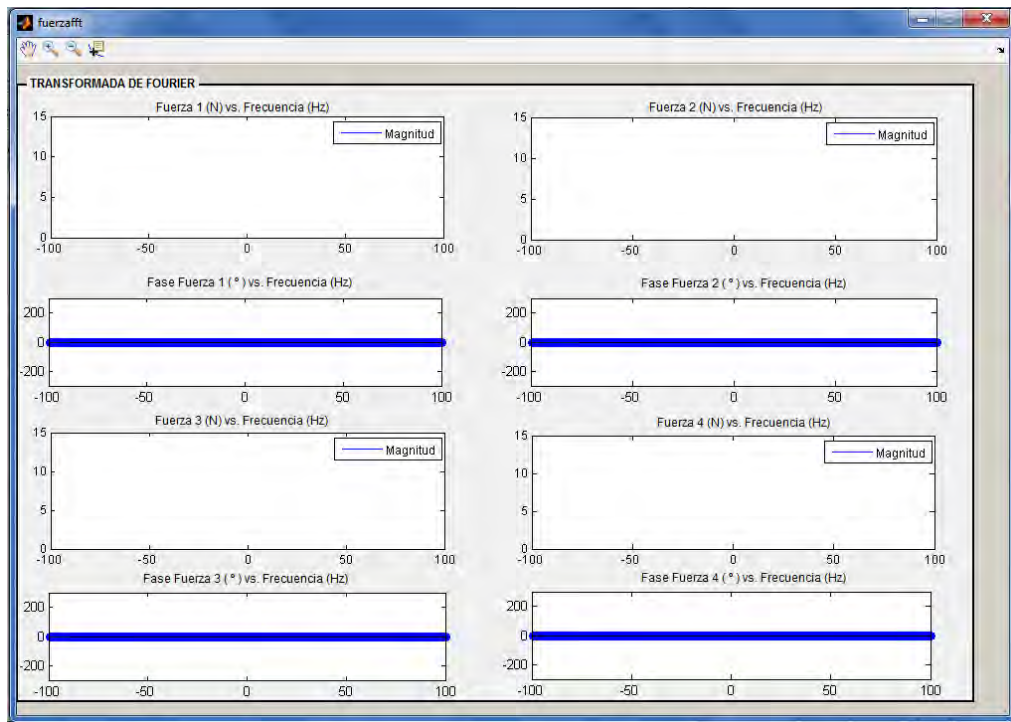 fuerzafft
TRANSFORMADA DE FOURIER
Fuerza 1 (N) vs. Frecuencia (Hz)
15
10
5
0
-100 -50 0 50 100
Magnitud
Fuerza 2 (N) vs. Frecuencia (Hz)
15
10
5
0
-100 -50 0 50 100
Magnitud
Fase Fuerza 1 ( º ) vs. Frecuencia (Hz)
200
0
-200
-100 -50 0 50 100
Fase Fuerza 2 ( º ) vs. Frecuencia (Hz)
200
0
-200
-100 -50 0 50 100
Fuerza 3 (N) vs. Frecuencia (Hz)
15
10
5
0
-100 -50 0 50 100
Magnitud
Fuerza 4 (N) vs. Frecuencia (Hz)
15
10
5
0
-100 -50 0 50 100
Magnitud
Fase Fuerza 3 ( º ) vs. Frecuencia (Hz)
200
0
-200
-100 -50 0 50 100
Fase Fuerza 4 ( º ) vs. Frecuencia (Hz)
200
0
-200
-100 -50 0 50 100